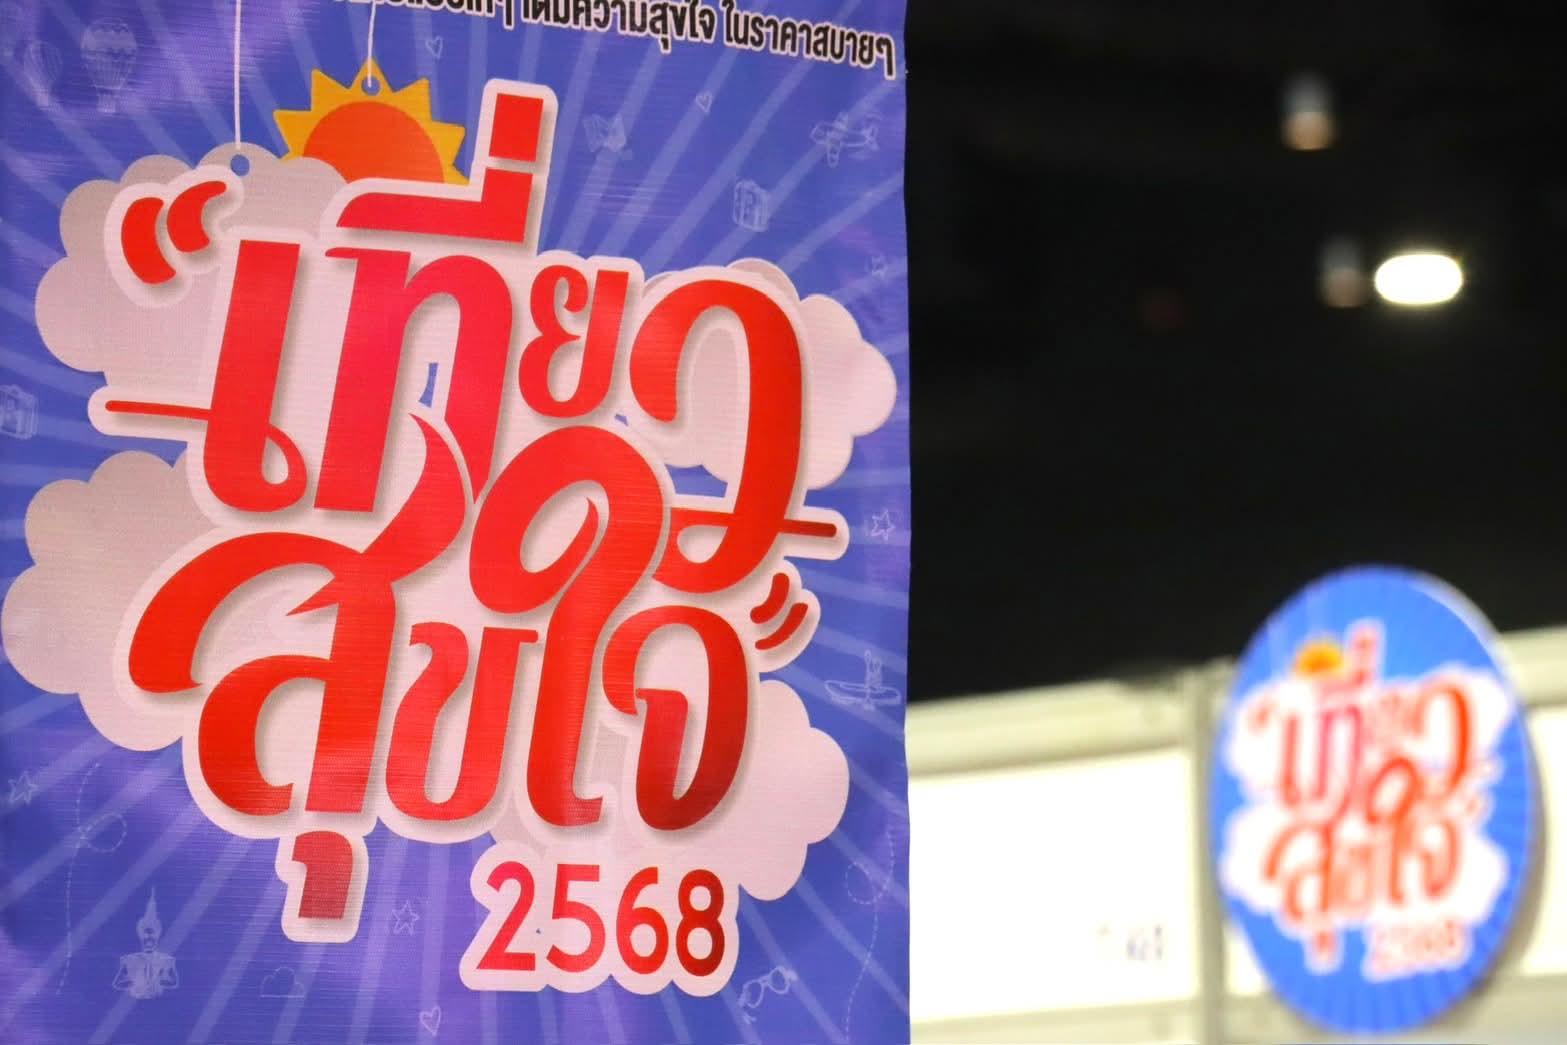 เติมความสุขใจ ในราคาสบายๆ
"เที่ยว
สุขใจ"
2568
"เที่ยว
สุขใจ"
2568